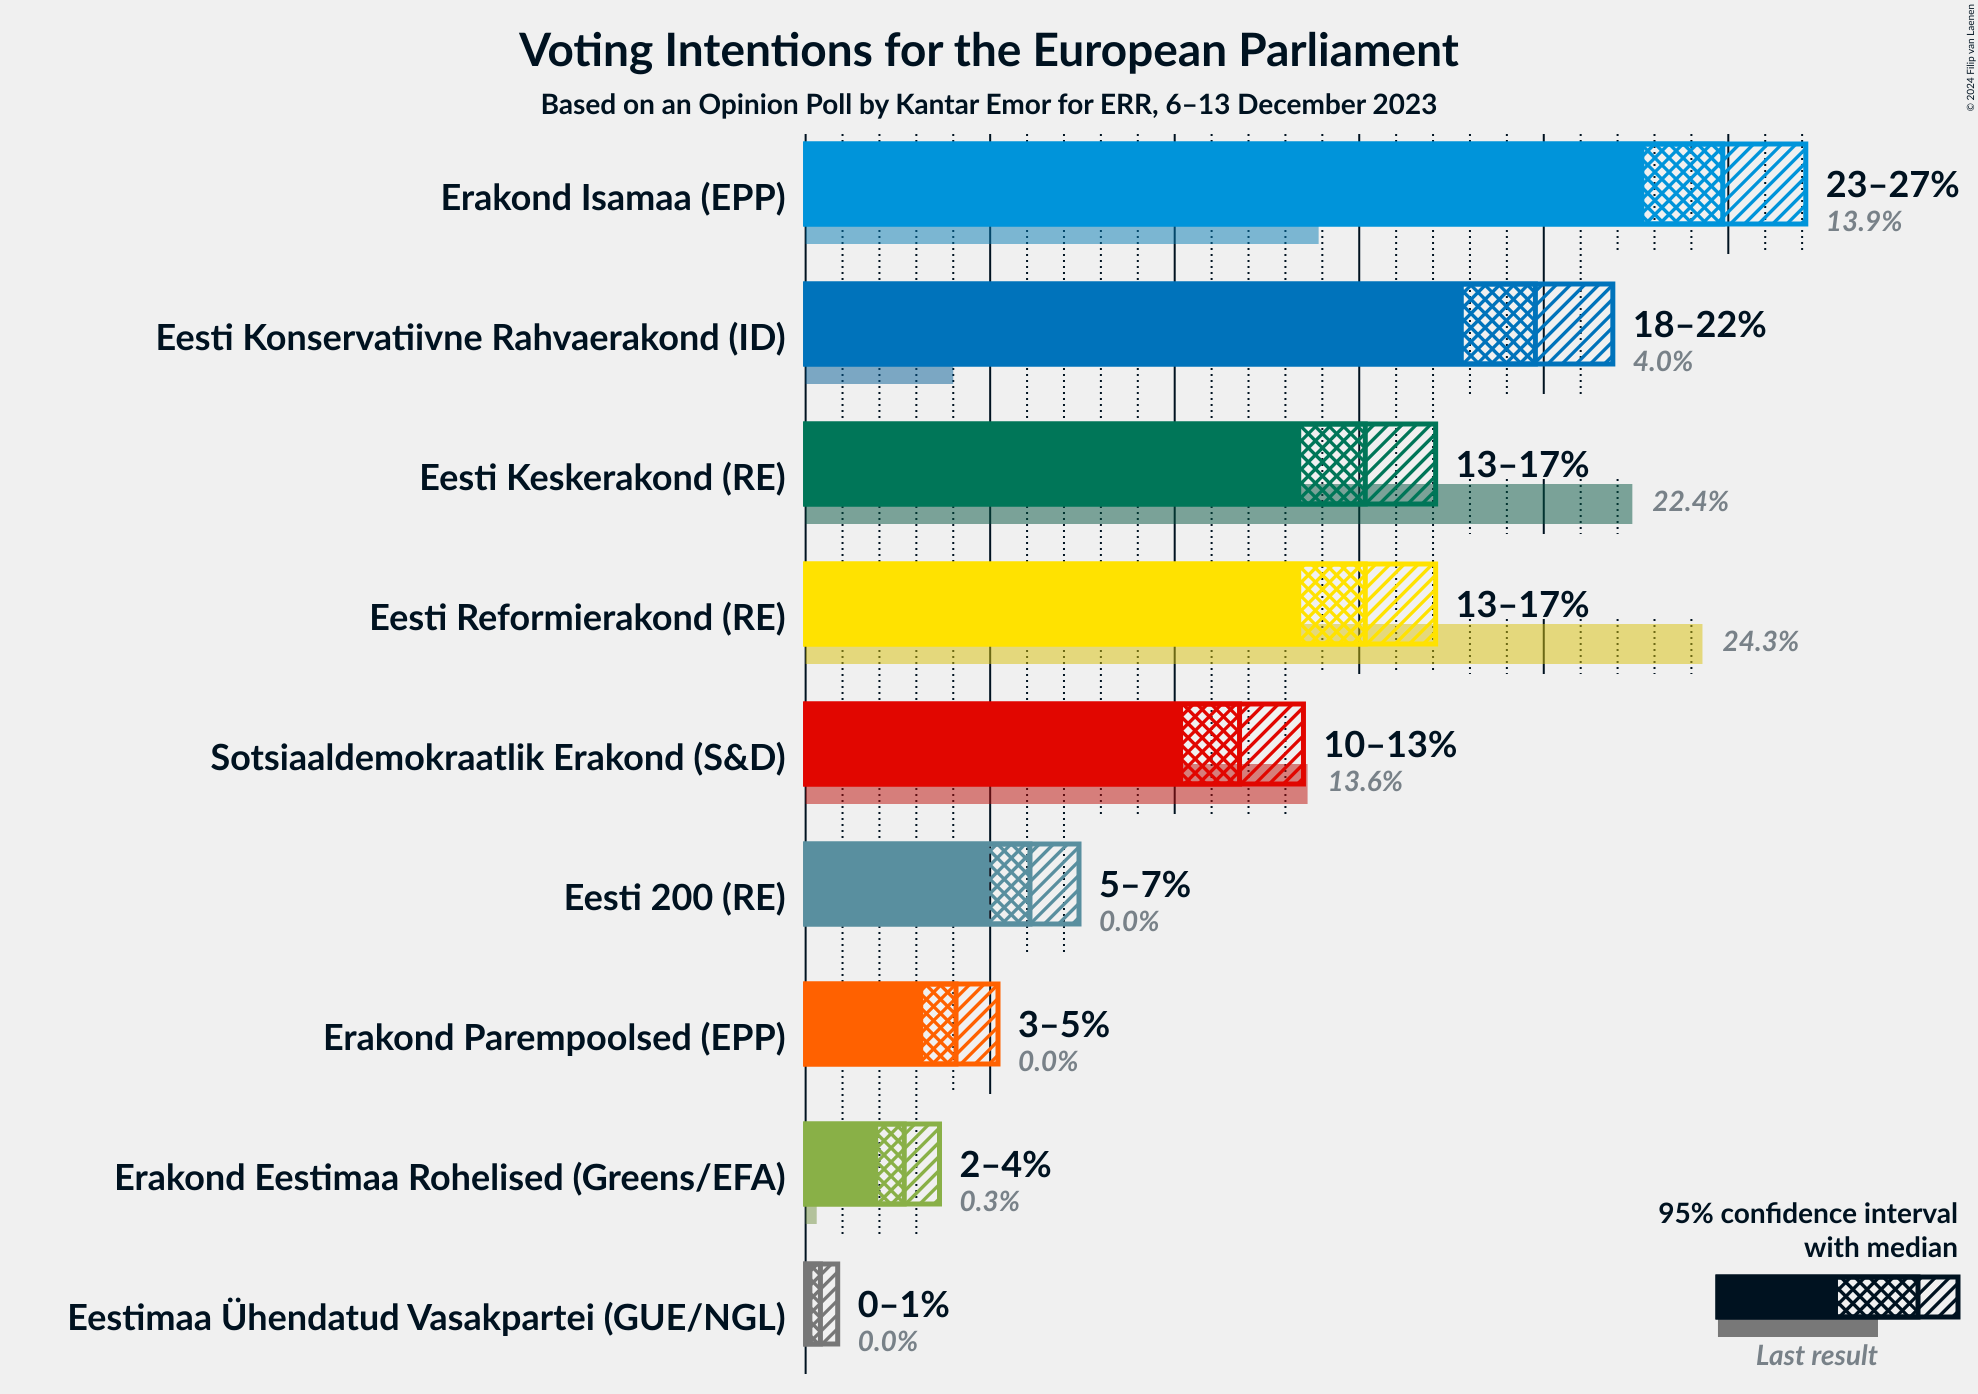 Voting Intentions for the European Parliament
Based on an Opinion Poll by Kantar Emor for ERR, 6–13 December 2023
© 2024 Filip van Laenen
Erakond Isamaa (EPP)
23–27%
13.9%
Eesti Konservatiivne Rahvaerakond (ID)
18–22%
4.0%
Eesti Keskerakond (RE)
13–17%
22.4%
Eesti Reformierakond (RE)
13–17%
24.3%
Sotsiaaldemokraatlik Erakond (S&D)
10–13%
13.6%
Eesti 200 (RE)
5–7%
0.0%
Erakond Parempoolsed (EPP)
3–5%
0.0%
Erakond Eestimaa Rohelised (Greens/EFA)
2–4%
0.3%
Eestimaa Ühendatud Vasakpartei (GUE/NGL)
0–1%
0.0%
95% confidence interval
with median
Last result